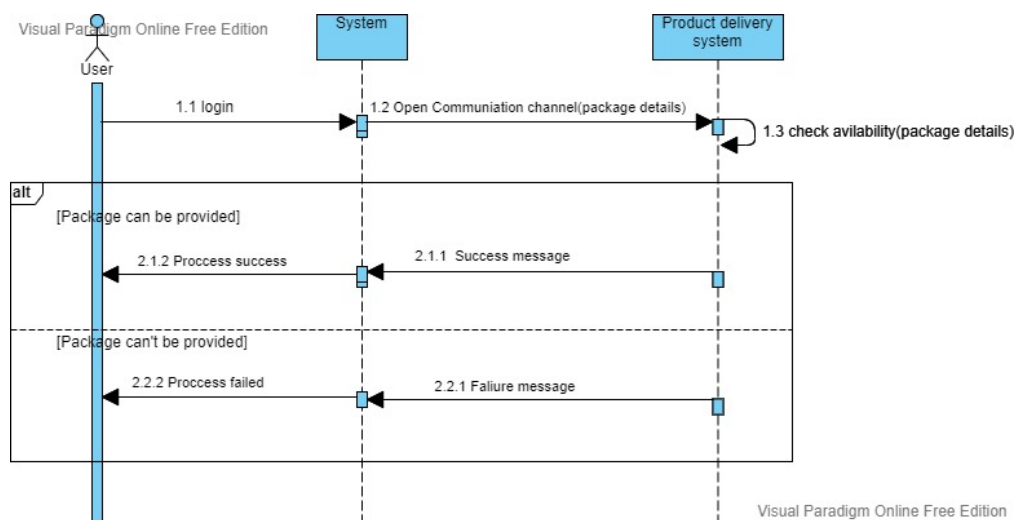 Visual Paradigm Online Free Edition
User
System
Product delivery
system
1.1 login
1.2 Open Communiation channel(package details)
1.3 check avilability(package details)
alt
[Package can be provided]
2.1.2 Proccess success
2.1.1 Success message
[Package can't be provided]
2.2.2 Proccess failed
2.2.1 Faliure message
Visual Paradigm Online Free Edition